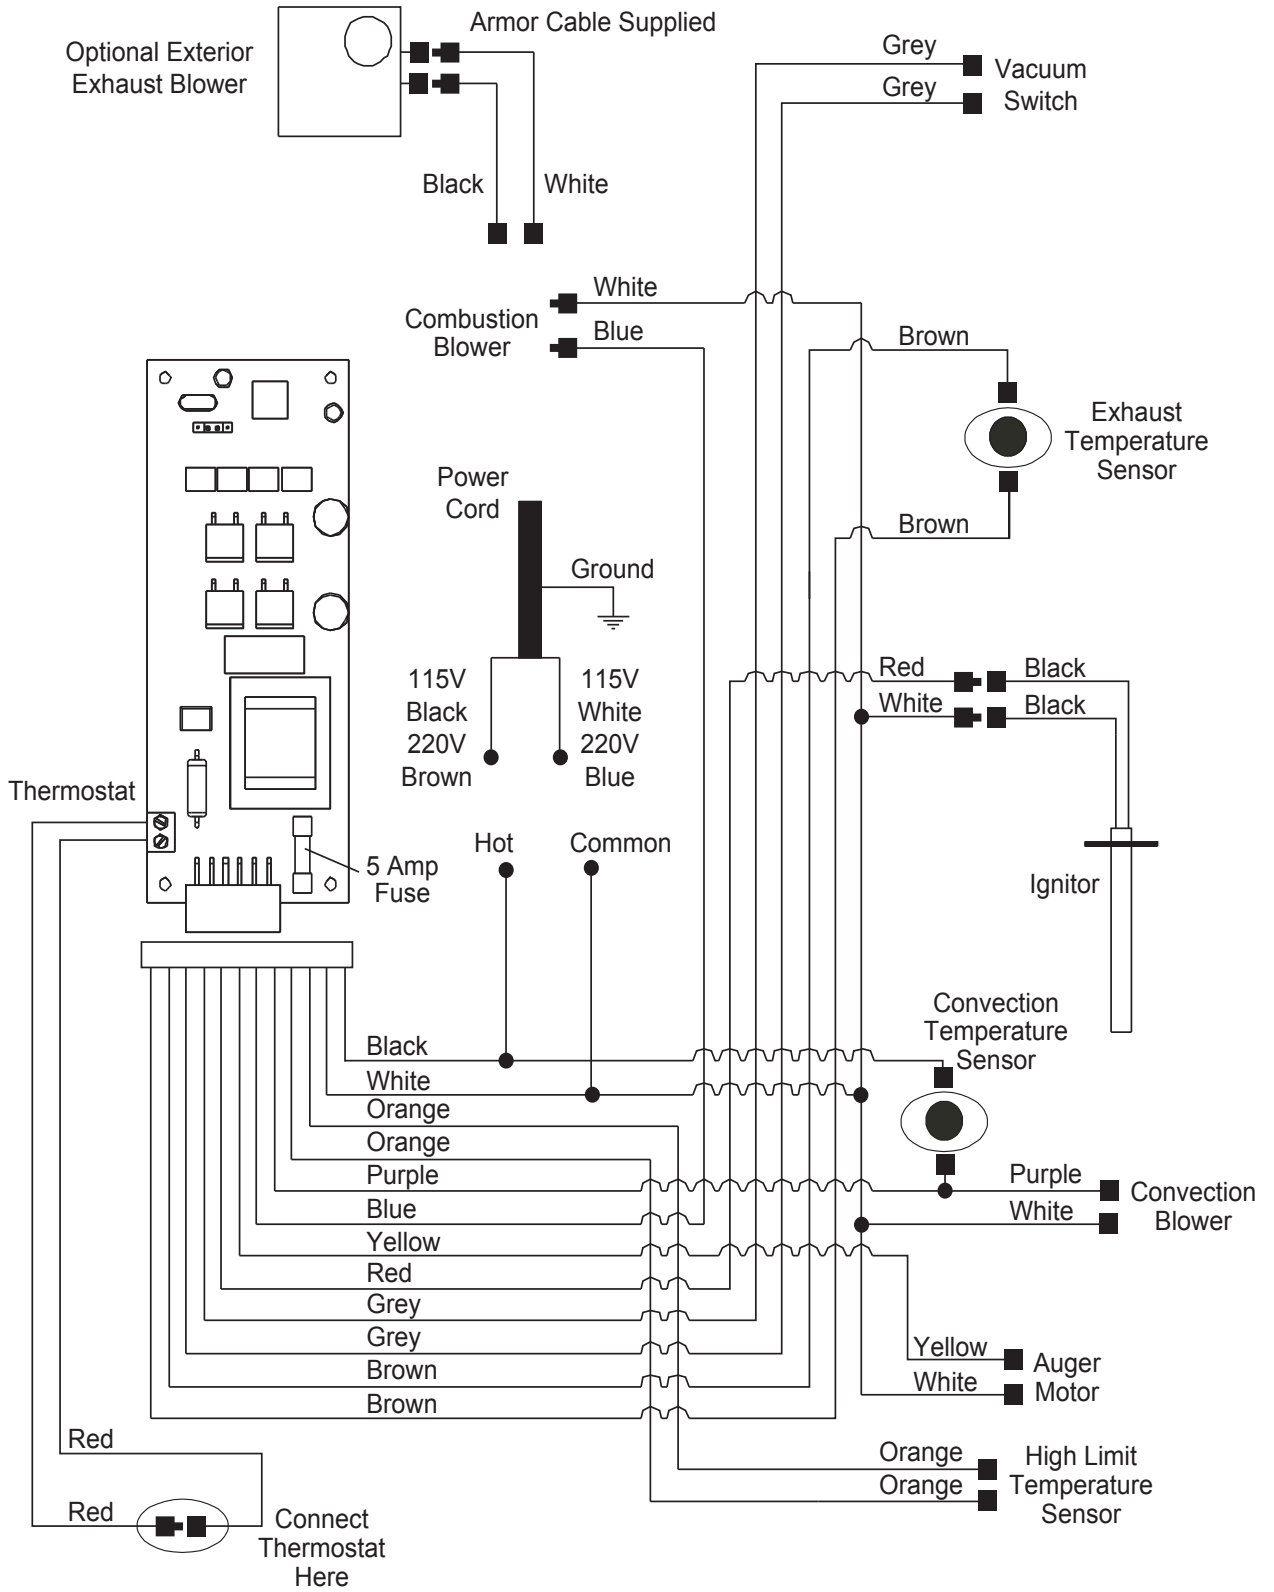 Armor Cable Supplied
Optional Exterior
Exhaust Blower
Grey
Vacuum
Grey
Switch
Black
White
White
Combustion
Blue
Blower
Brown
Exhaust
Temperature
Sensor
Power
Cord
Brown
Ground
115V
Black
220V
Brown
115V
White
220V
Blue
Red
Black
White
Black
Thermostat
Hot
Common
5 Amp
Fuse
Ignitor
Convection
Temperature
Sensor
Black
White
Orange
Orange
Purple
Blue
Yellow
Red
Grey
Grey
Brown
Brown
Purple
White
Convection
Blower
Yellow
White
Auger
Motor
Red
Orange
Orange
High Limit
Temperature
Sensor
Red
Connect
Thermostat
Here